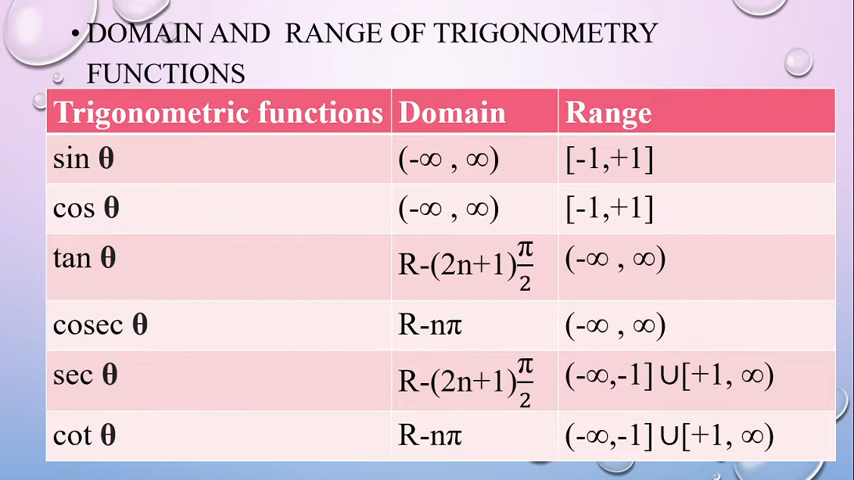 • DOMAIN AND RANGE OF TRIGONOMETRY
FUNCTIONS
Trigonometric functions Domain Range
sin θ (-∞ , ∞) [-1,+1]
cos θ (-∞ , ∞) [-1,+1]
tan θ R-(2n+1)π/2 (-∞ , ∞)
cosec θ R-nπ (-∞ , ∞)
sec θ R-(2n+1)π/2 (-∞,-1]∪[+1, ∞)
cot θ R-nπ (-∞,-1]∪[+1, ∞)